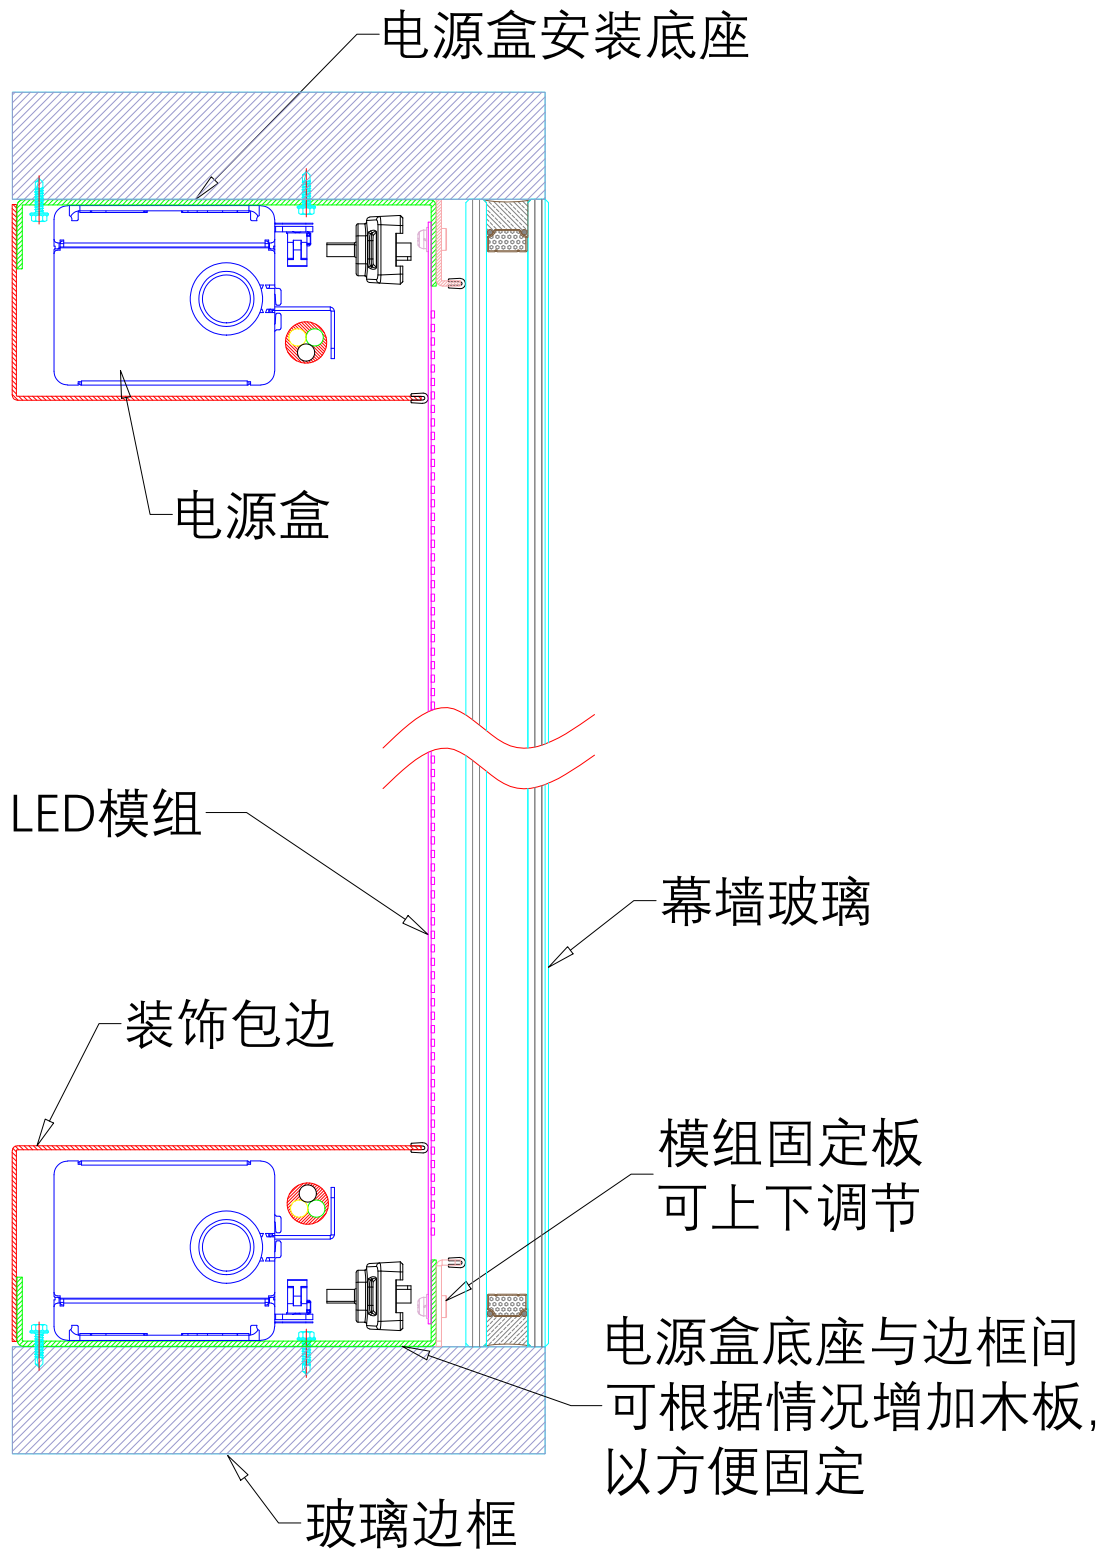 电源盒安装底座
电源盒
LED模组
幕墙玻璃
装饰包边
模组固定板
可上下调节
电源盒底座与边框间
可根据情况增加木板,
以方便固定
玻璃边框